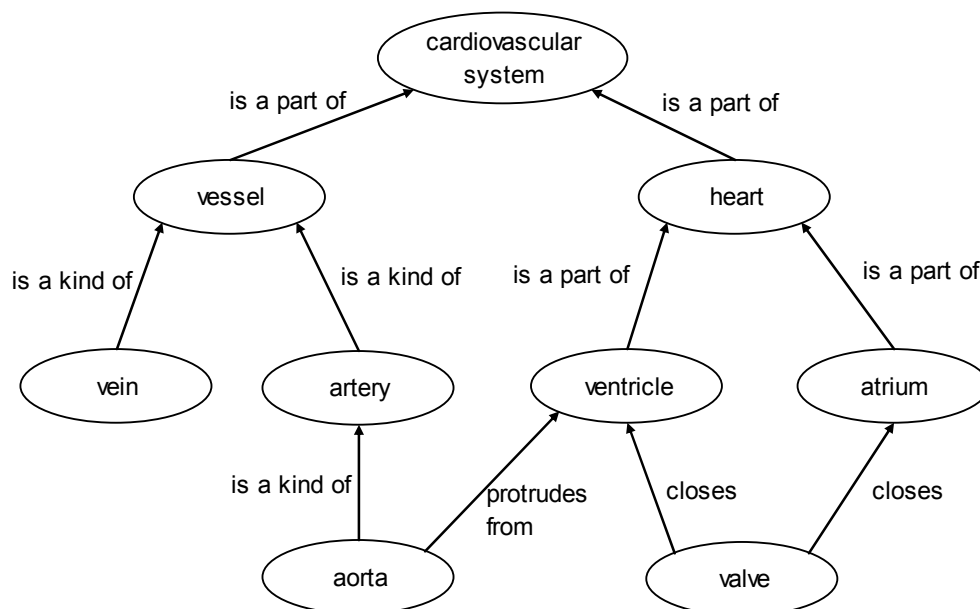 cardiovascular
system
is a part of
is a part of
vessel
heart
is a kind of
is a kind of
is a part of
is a part of
vein
artery
ventricle
atrium
is a kind of
protrudes
from
closes
closes
aorta
valve